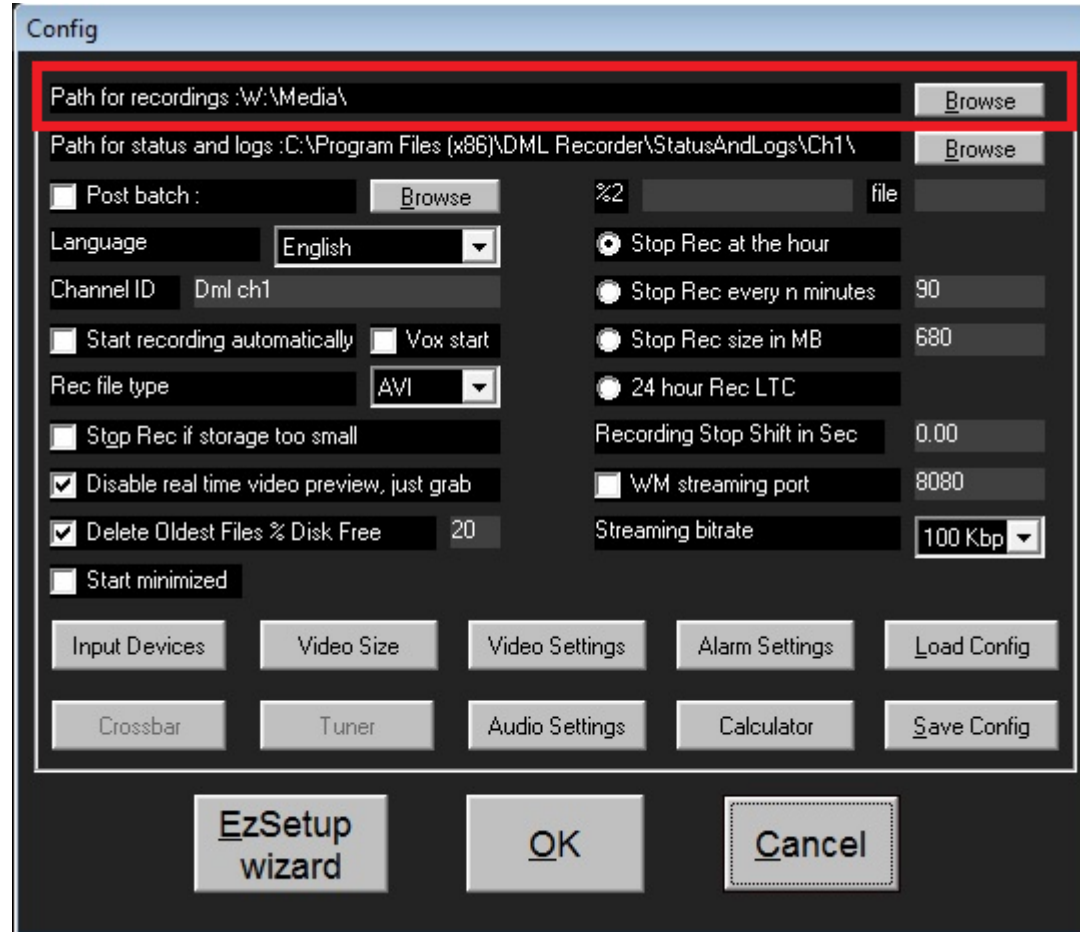 Config
Path for recordings :W:\Media\ Browse
Path for status and logs :C:\Program Files (x86)\DML Recorder\StatusAndLogs\Ch1\ Browse
Post batch : Browse %2 file
Language English Stop Rec at the hour
Channel ID Dml ch1 Stop Rec every n minutes 90
Start recording automatically Vox start Stop Rec size in MB 680
Rec file type AVI 24 hour Rec LTC
Stop Rec if storage too small Recording Stop Shift in Sec 0.00
Disable real time video preview, just grab WM streaming port 8080
Delete Oldest Files % Disk Free 20 Streaming bitrate 100 Kbp
Start minimized
Input Devices Video Size Video Settings Alarm Settings Load Config
Crossbar Tuner Audio Settings Calculator Save Config
EzSetup wizard OK Cancel